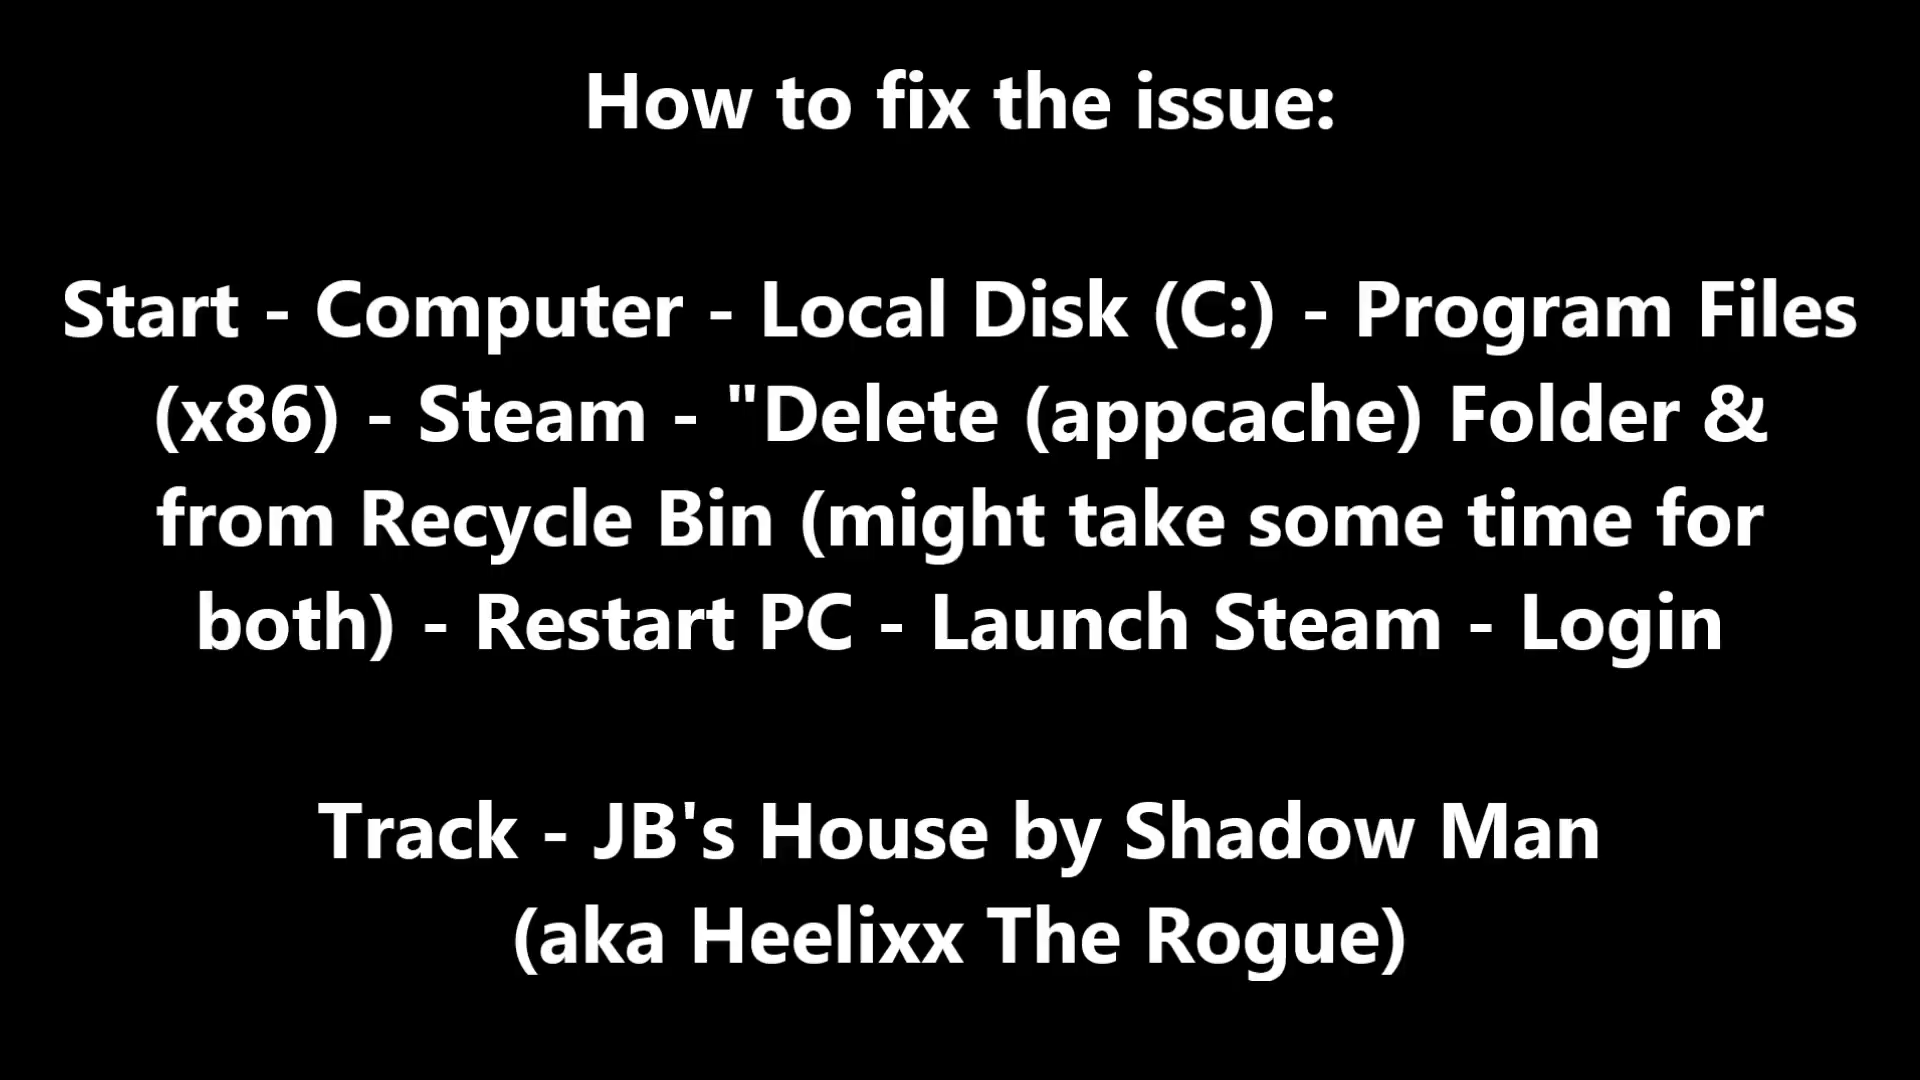 How to fix the issue:
Start - Computer - Local Disk (C:) - Program Files
(x86) - Steam - "Delete (appcache) Folder &
from Recycle Bin (might take some time for
both) - Restart PC - Launch Steam - Login
Track - JB's House by Shadow Man
(aka Heelixx The Rogue)